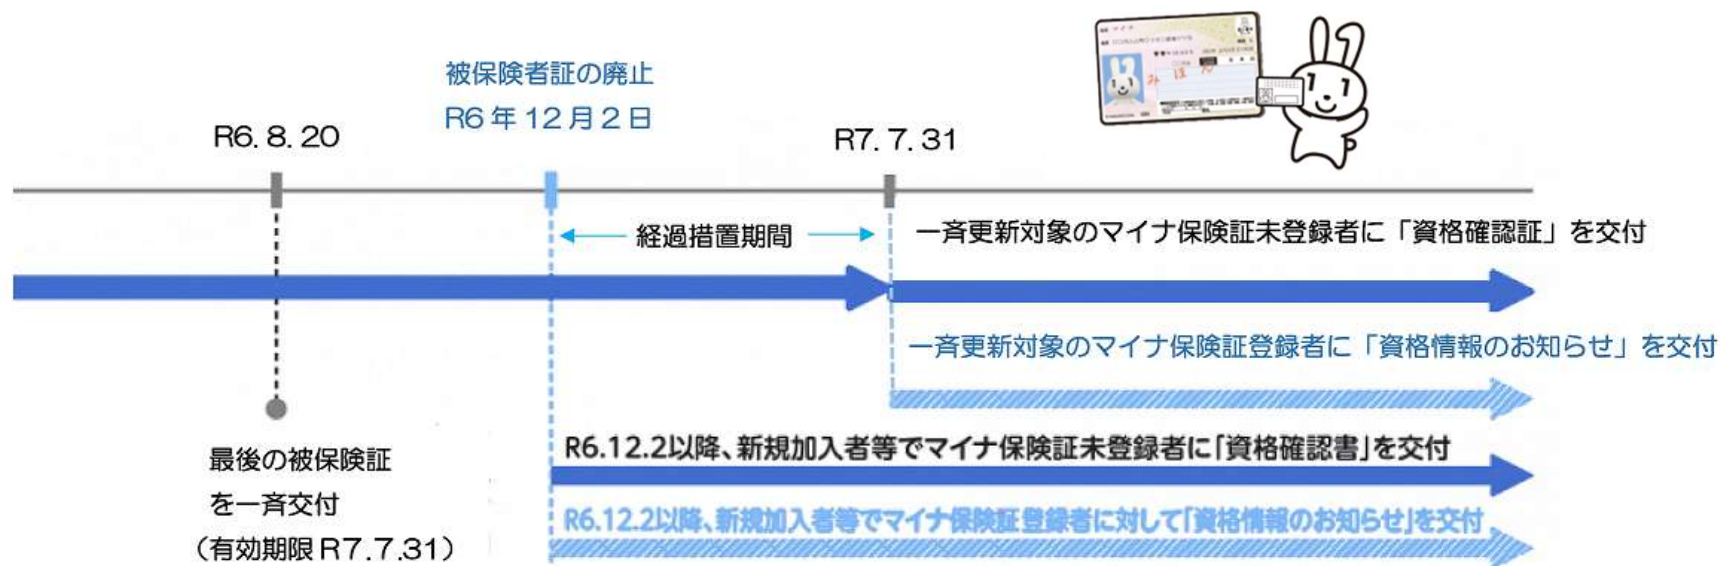 被保険者証の廃止
R6年12月2日
R6.8.20
R7.7.31
経過措置期間
一斉更新対象のマイナ保険証未登録者に「資格確認証」を交付
一斉更新対象のマイナ保険証登録者に「資格情報のお知らせ」を交付
R6.12.2以降、新規加入者等でマイナ保険証未登録者に「資格確認書」を交付
R6.12.2以降、新規加入者等でマイナ保険証登録者に対して「資格情報のお知らせ」を交付
最後の被保険証
を一斉交付
（有効期限R7.7.31）